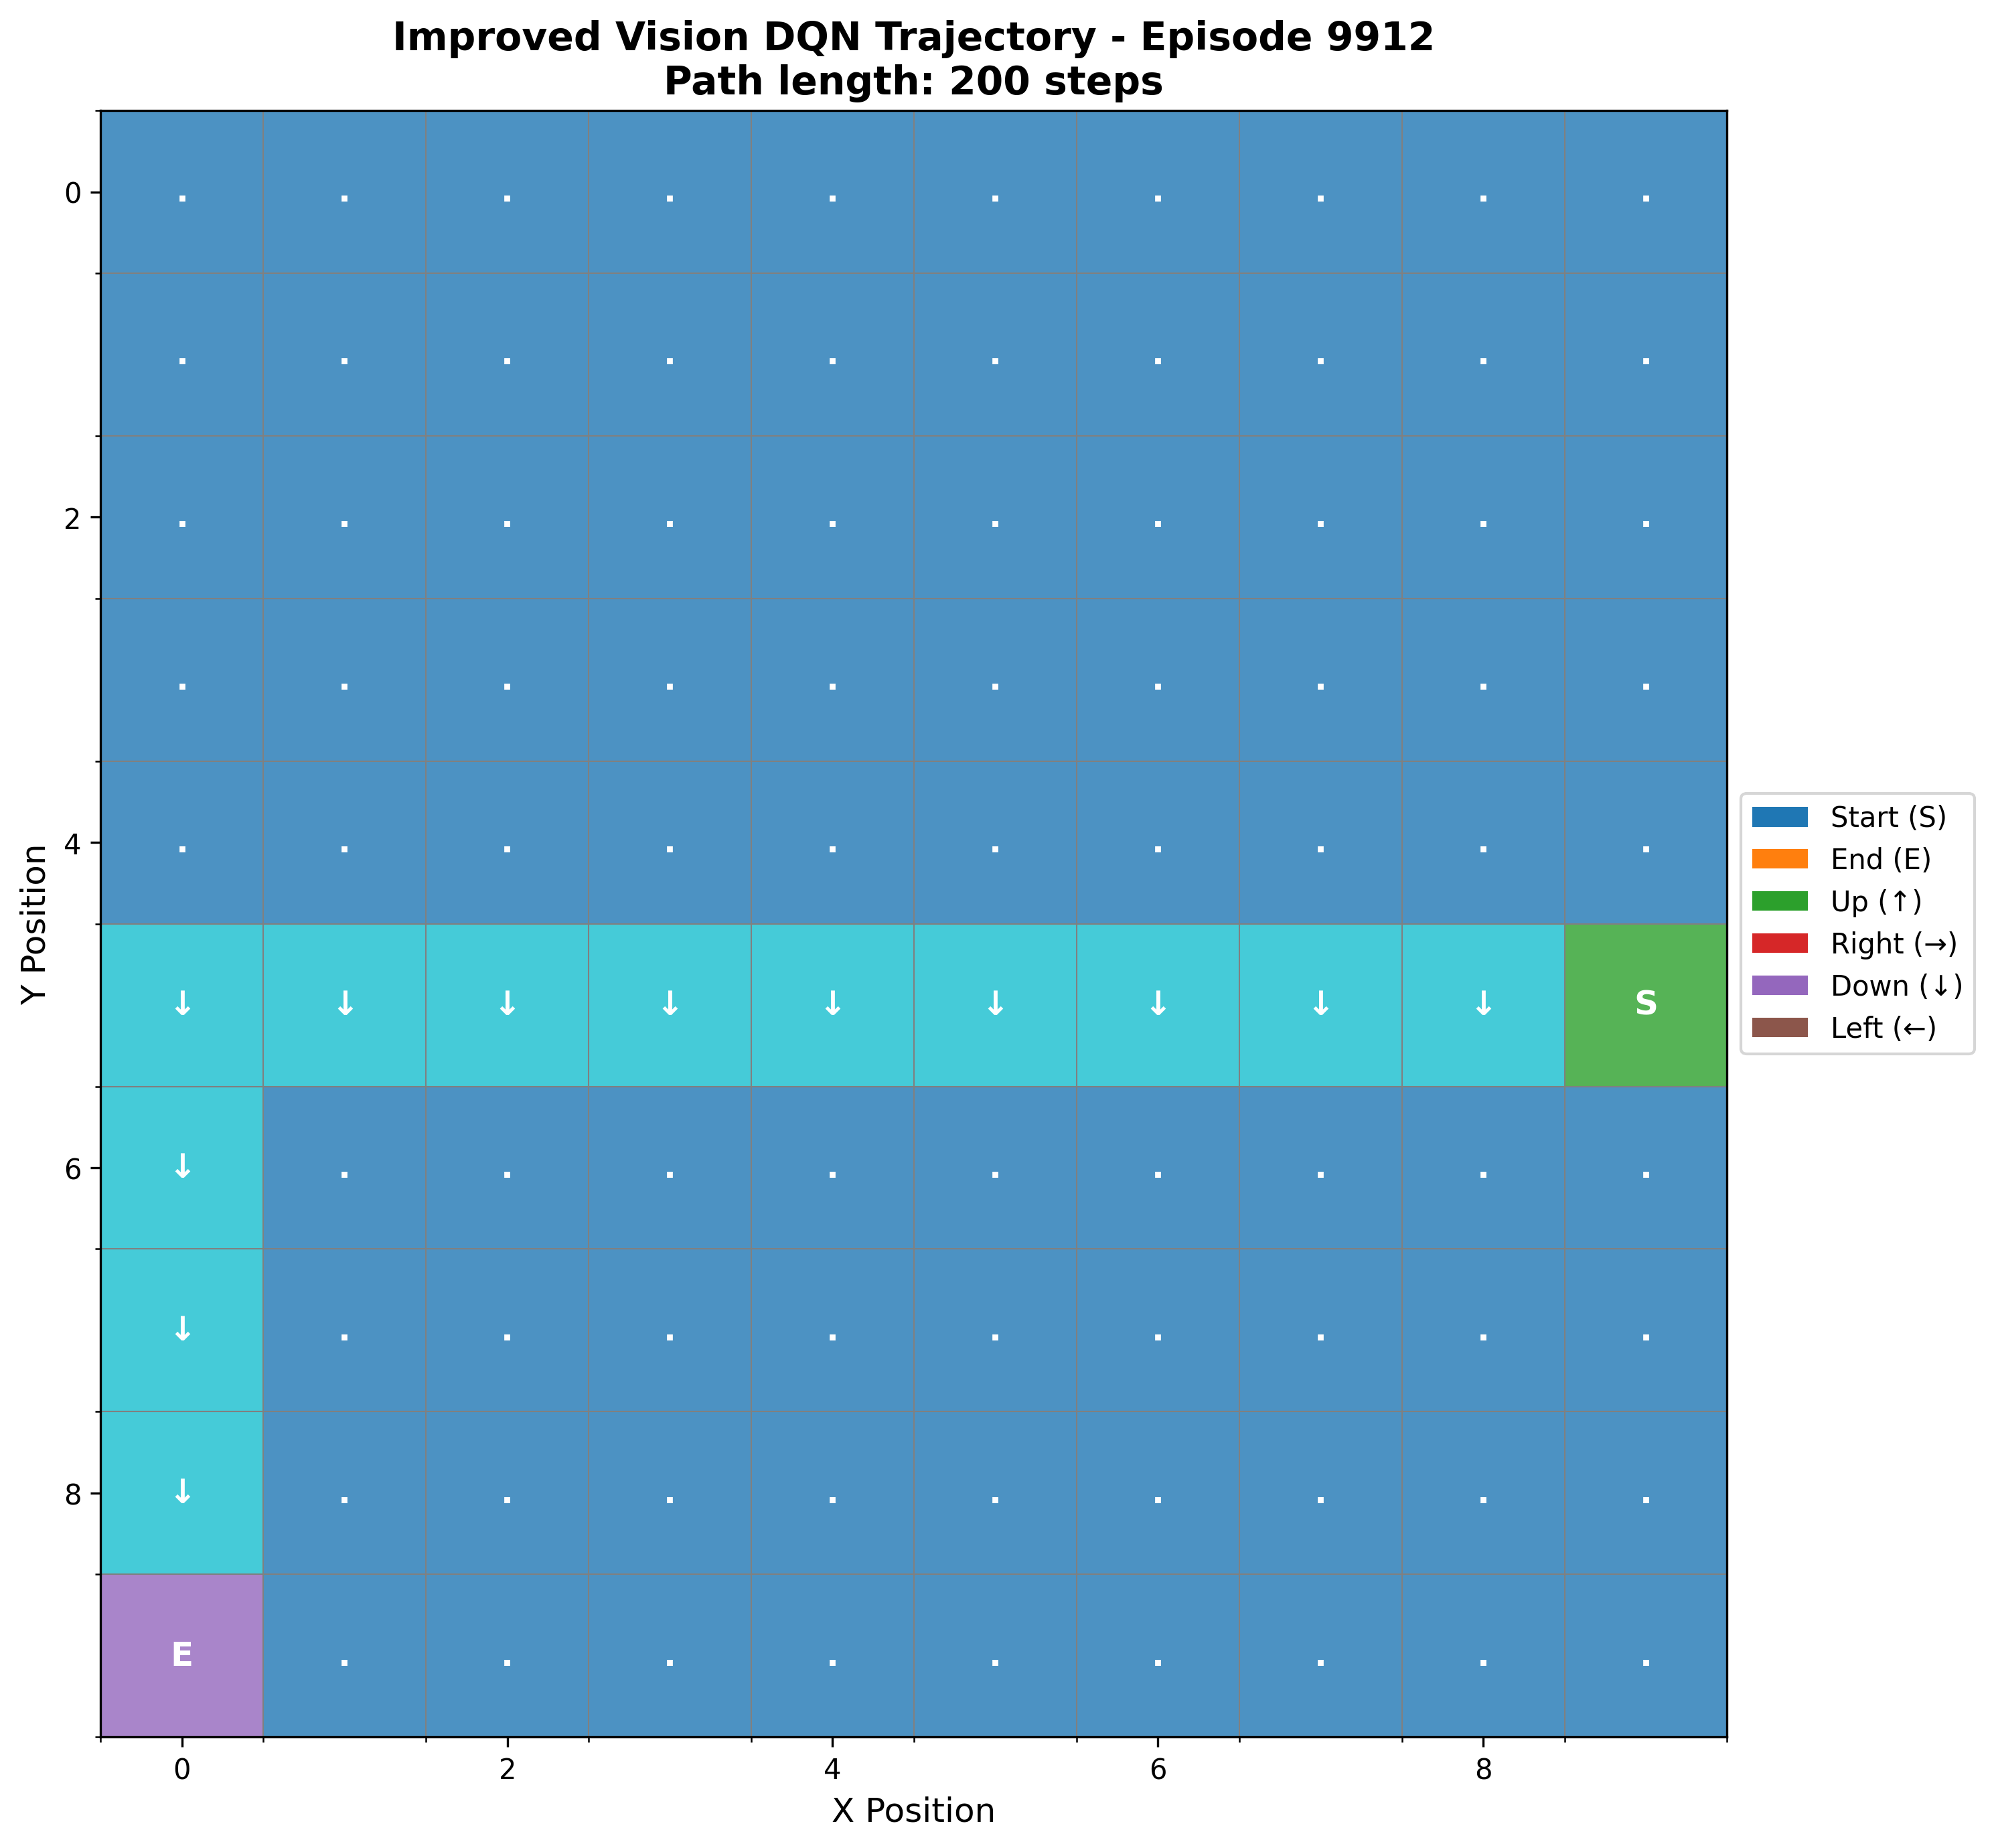 Improved Vision DQN Trajectory - Episode 9912
Path length: 200 steps
0
. . . . . . . . . .
. . . . . . . . . .
2
. . . . . . . . . .
. . . . . . . . . .
4
. . . . . . . . . .
↓ ↓ ↓ ↓ ↓ ↓ ↓ ↓ ↓ S
6
↓ . . . . . . . . .
↓ . . . . . . . . .
8
↓ . . . . . . . . .
E . . . . . . . . .
0 2 4 6 8
X Position
Y Position
Start (S)
End (E)
Up (↑)
Right (→)
Down (↓)
Left (←)